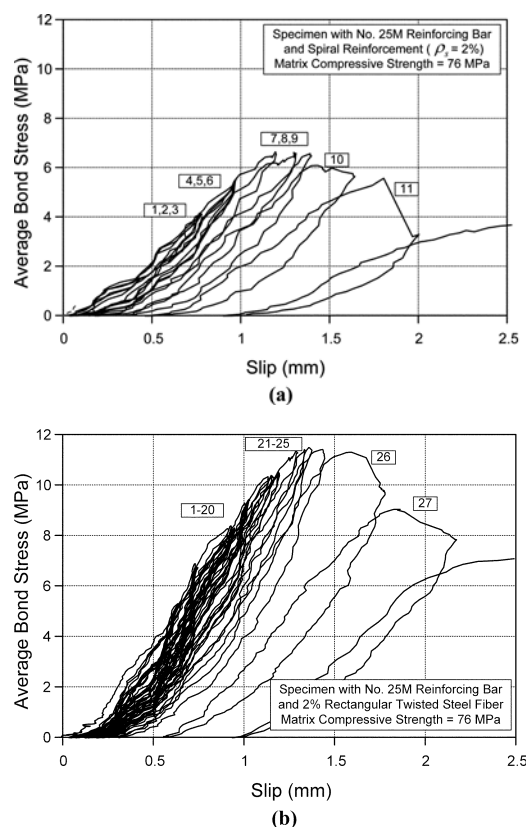 Specimen with No. 25M Reinforcing Bar
and Spiral Reinforcement ( ρs = 2%)
Matrix Compressive Strength = 76 MPa
12
10
8
6
4
2
0
Average Bond Stress (MPa)
7,8,9
10
4,5,6
11
1,2,3
0 0.5 1 1.5 2 2.5
Slip (mm)
(a)
12
10
8
6
4
2
0
Average Bond Stress (MPa)
21-25
26
1-20
27
Specimen with No. 25M Reinforcing Bar
and 2% Rectangular Twisted Steel Fiber
Matrix Compressive Strength = 76 MPa
0 0.5 1 1.5 2 2.5
Slip (mm)
(b)